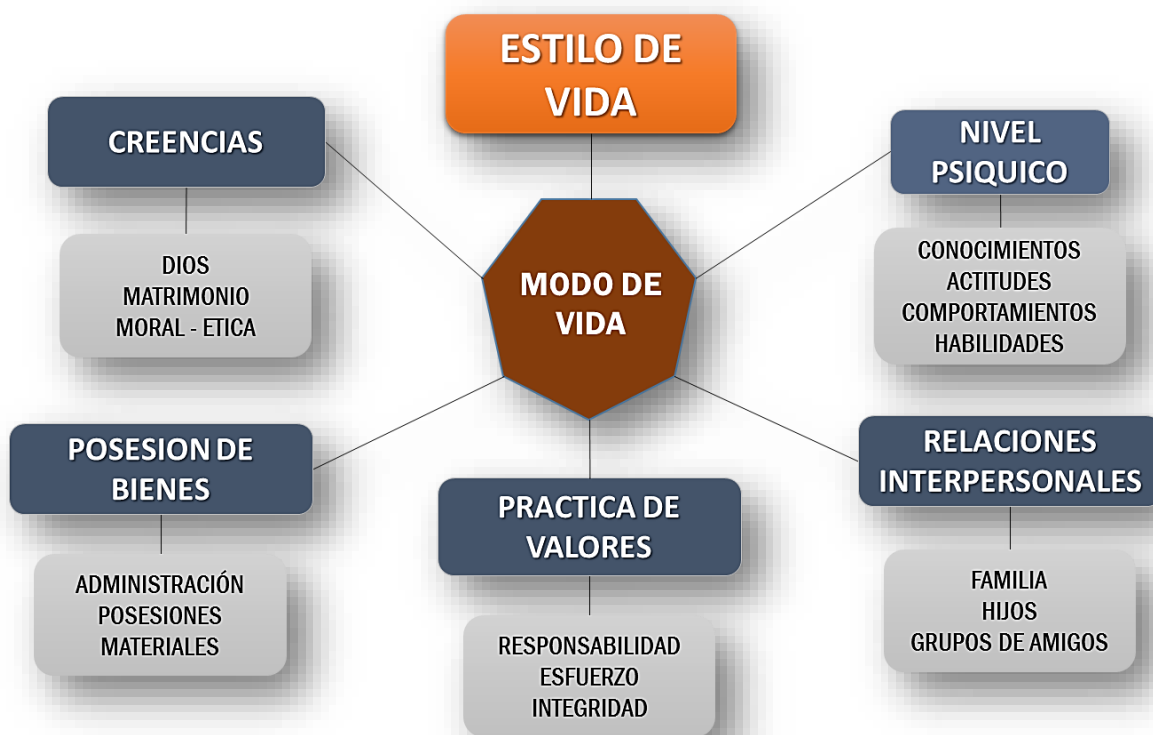 ESTILO DE
VIDA
CREENCIAS
DIOS
MATRIMONIO
MORAL - ETICA
NIVEL
PSIQUICO
CONOCIMIENTOS
ACTITUDES
COMPORTAMIENTOS
HABILIDADES
MODO DE
VIDA
POSESION DE
BIENES
ADMINISTRACIÓN
POSESIONES
MATERIALES
PRACTICA DE
VALORES
RESPONSABILIDAD
ESFUERZO
INTEGRIDAD
RELACIONES
INTERPERSONALES
FAMILIA
HIJOS
GRUPOS DE AMIGOS